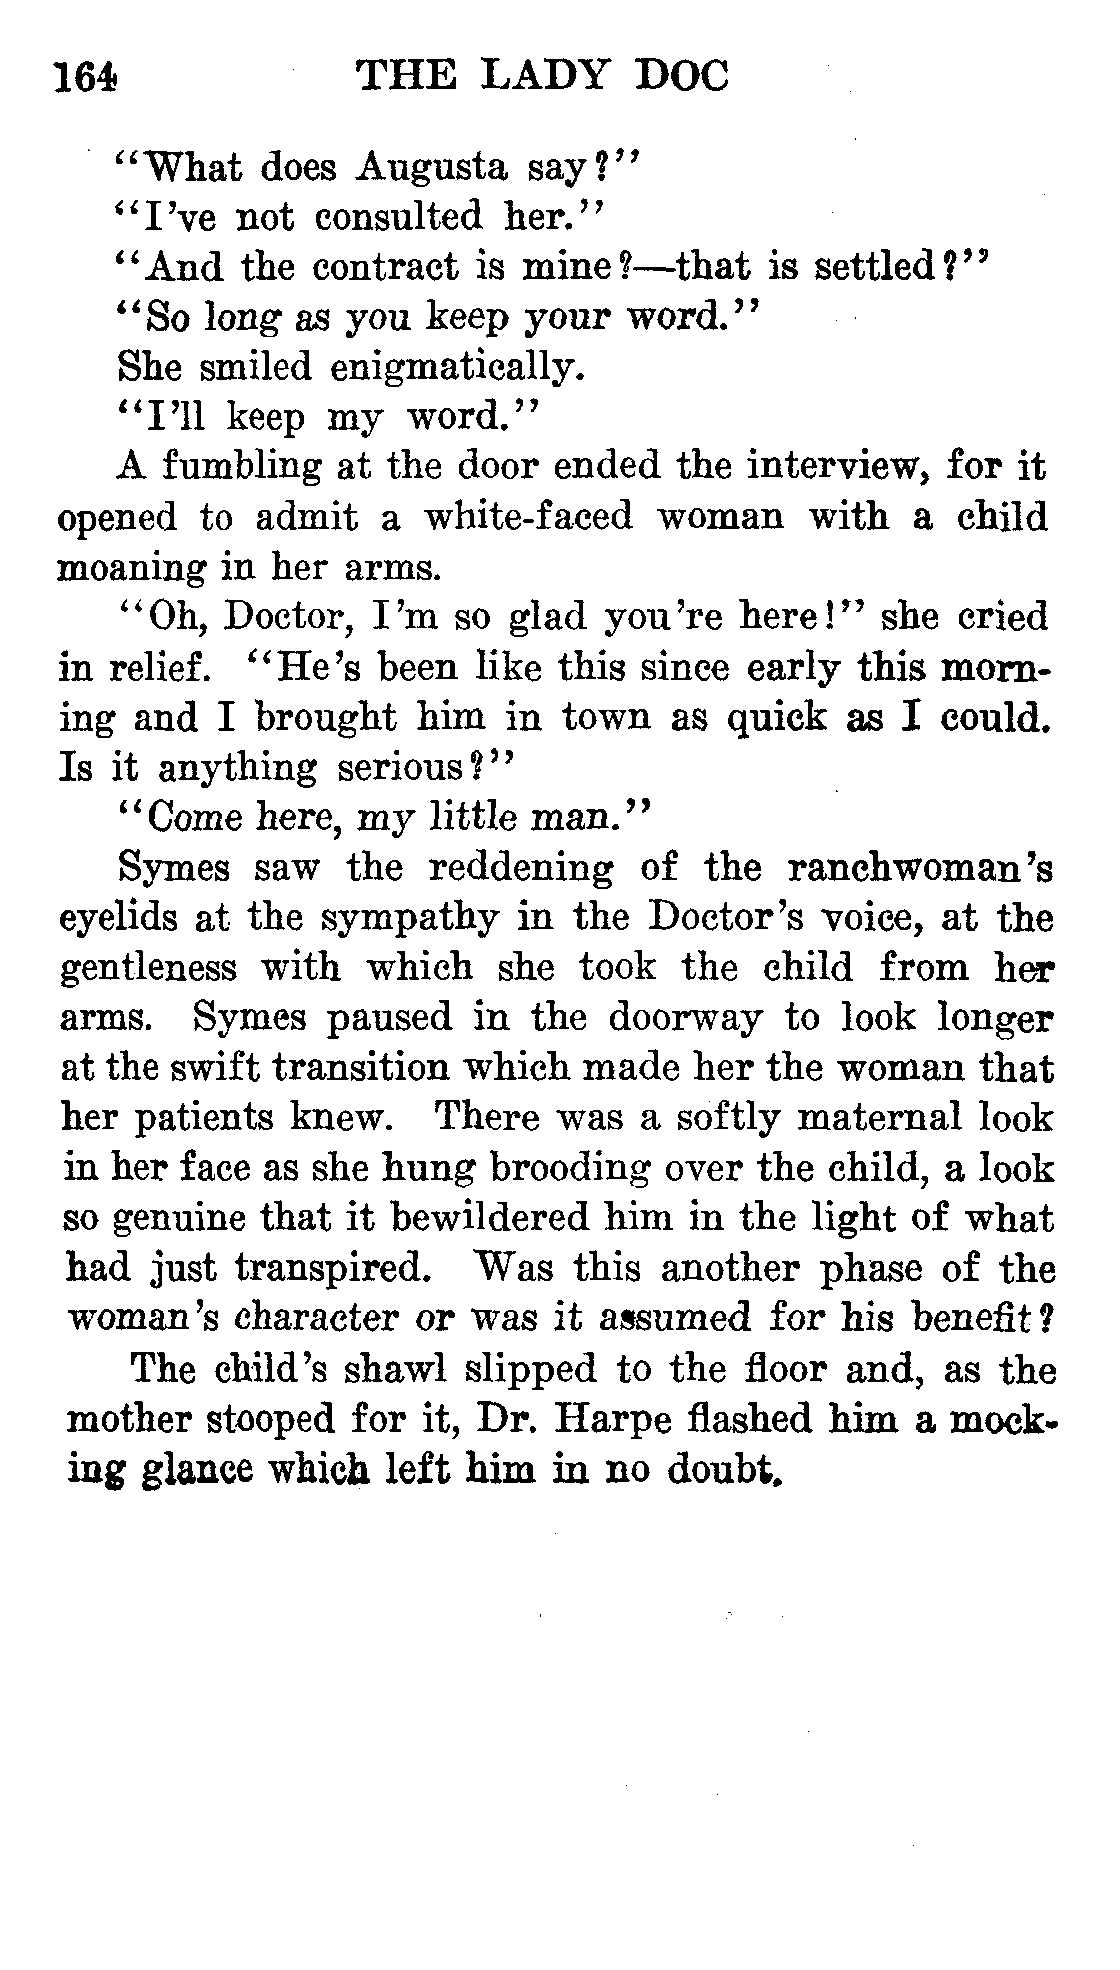 164 THE LADY DOC
"What does Augusta say?"
"I've not consulted her."
"And the contract is mine?—that is settled?"
"So long as you keep your word."
She smiled enigmatically.
"I'll keep my word."
A fumbling at the door ended the interview, for it
opened to admit a white-faced woman with a child
moaning in her arms.
"Oh, Doctor, I'm so glad you're here!" she cried
in relief. "He's been like this since early this morn-
ing and I brought him in town as quick as I could.
Is it anything serious?"
"Come here, my little man."
Symes saw the reddening of the ranchwoman's
eyelids at the sympathy in the Doctor's voice, at the
gentleness with which she took the child from her
arms. Symes paused in the doorway to look longer
at the swift transition which made her the woman that
her patients knew. There was a softly maternal look
in her face as she hung brooding over the child, a look
so genuine that it bewildered him in the light of what
had just transpired. Was this another phase of the
woman's character or was it assumed for his benefit?
The child's shawl slipped to the floor and, as the
mother stooped for it, Dr. Harpe flashed him a mock-
ing glance which left him in no doubt.